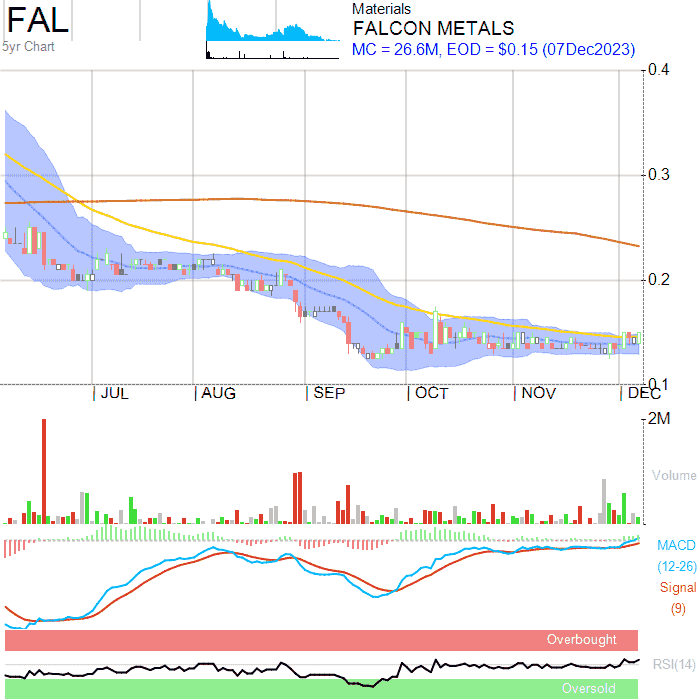 FAL
5yr Chart
Materials
FALCON METALS
MC = 26.6M, EOD = $0.15 (07Dec2023)
0.4
0.3
0.2
0.1
JUL AUG SEP OCT NOV DEC
2M
Volume
MACD
(12-26)
Signal
(9)
Overbought
RSI(14)
Oversold